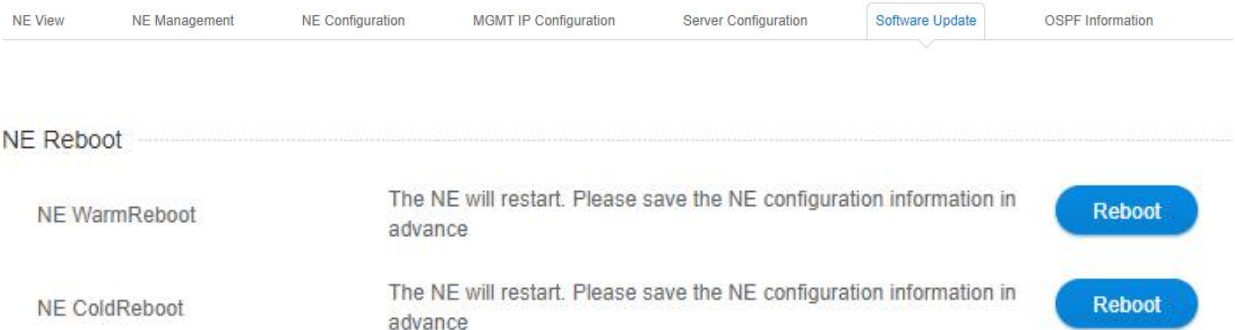 NE View NE Management NE Configuration MGMT IP Configuration Server Configuration Software Update OSPF Information
NE Reboot
NE WarmReboot
The NE will restart. Please save the NE configuration information in
advance
Reboot
NE ColdReboot
The NE will restart. Please save the NE configuration information in
advance
Reboot